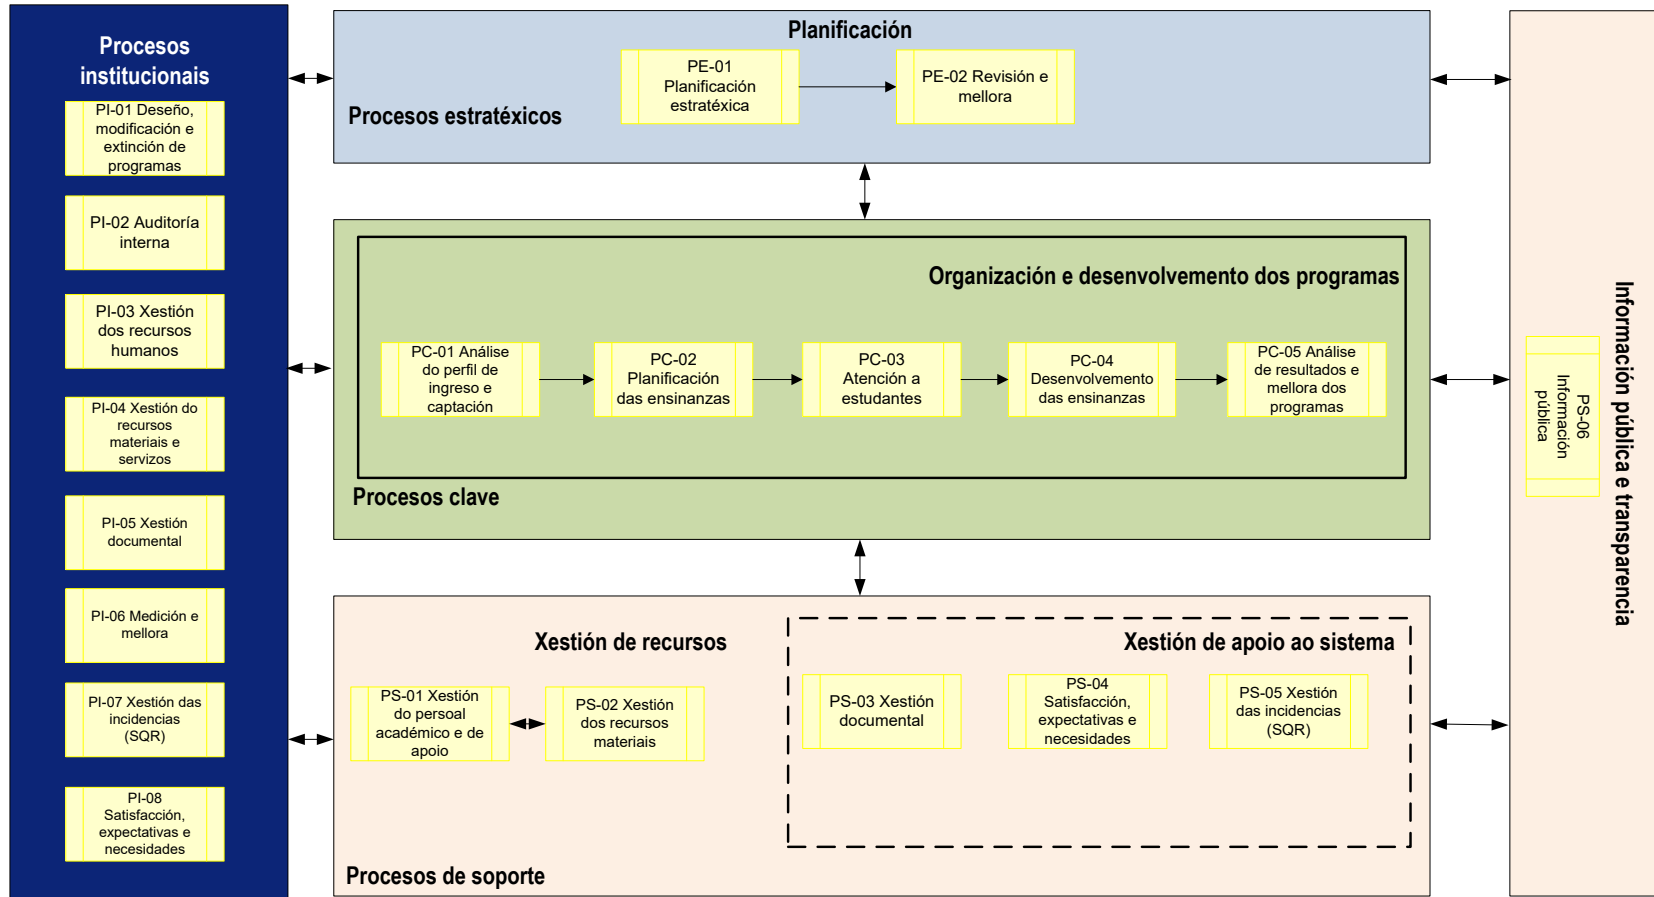 Procesos
institucionais
PI-01 Deseño,
modificación e
extinción de
programas
PI-02 Auditoría
interna
PI-03 Xestión
dos recursos
humanos
PI-04 Xestión do
recursos
materiais e
servizos
PI-05 Xestión
documental
PI-06 Medición e
mellora
PI-07 Xestión das
incidencias
(SQR)
PI-08
Satisfacción,
expectativas e
necesidades
Planificación
PE-01
Planificación
estratéxica
PE-02 Revisión e
mellora
Procesos estratéxicos
Organización e desenvolvemento dos programas
PC-01 Análise
do perfil de
ingreso e
captación
PC-02
Planificación
das ensinanzas
PC-03
Atención a
estudantes
PC-04
Desenvolvemento
das ensinanzas
PC-05 Análise
de resultados e
mellora dos
programas
Procesos clave
Xestión de recursos
PS-01 Xestión
do persoal
académico e de
apoio
PS-02 Xestión
dos recursos
materiais
Xestión de apoio ao sistema
PS-03 Xestión
documental
PS-04
Satisfacción,
expectativas e
necesidades
PS-05 Xestión
das incidencias
(SQR)
Procesos de soporte
Información pública e transparencia
PS-06
Información
pública